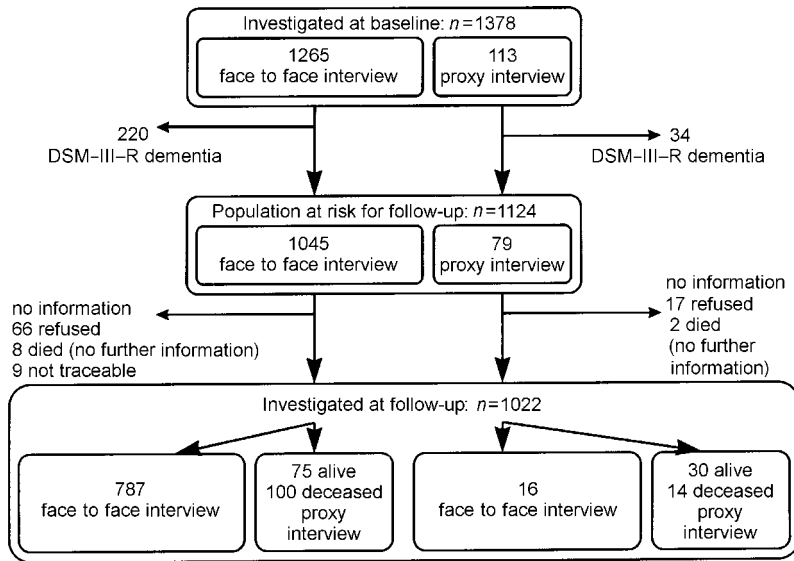 Investigated at baseline: n=1378
1265
face to face interview
113
proxy interview
220
DSM–III–R dementia
34
DSM–III–R dementia
Population at risk for follow-up: n=1124
1045
face to face interview
79
proxy interview
no information
66 refused
8 died (no further information)
9 not traceable
no information
17 refused
2 died
(no further
information)
Investigated at follow-up: n=1022
787
face to face interview
75 alive
100 deceased
proxy
interview
16
face to face interview
30 alive
14 deceased
proxy
interview